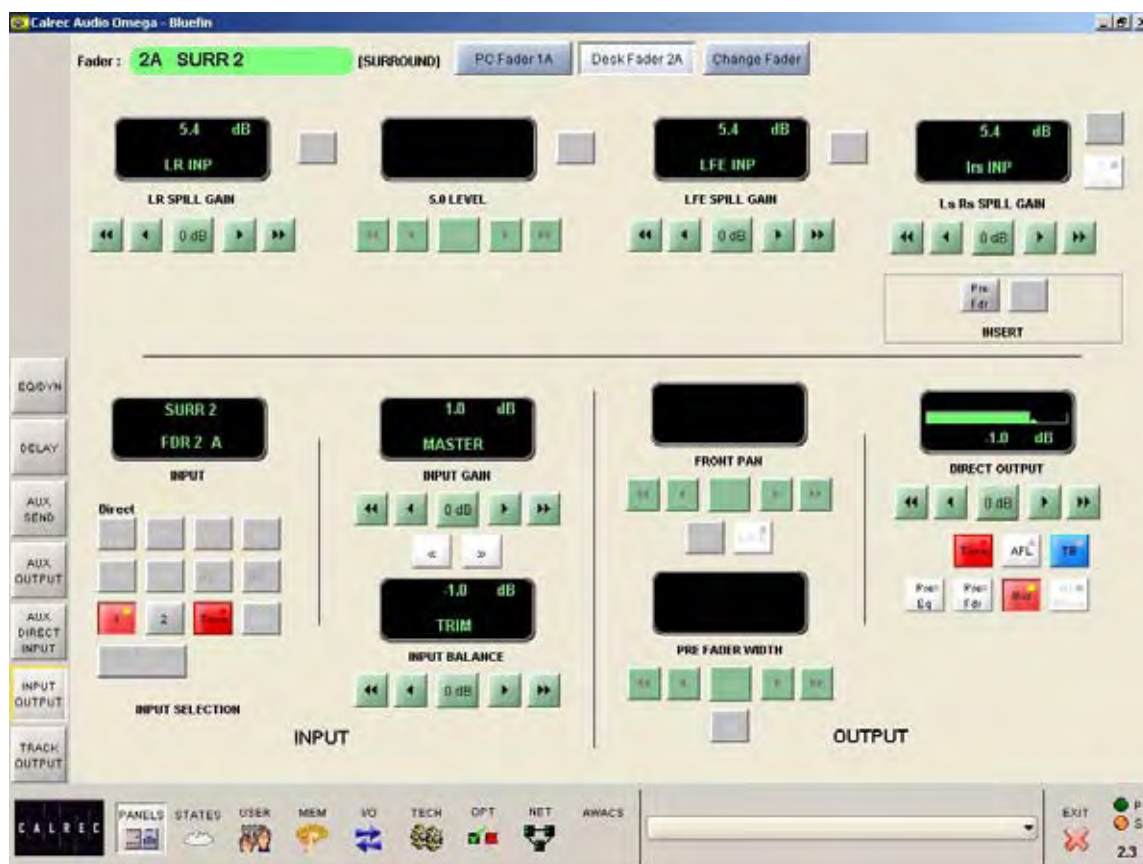 Calrec Audio Omega - Bluefin
Fader : 2A SURR 2 (SURROUND) PC Fader 1A Desk Fader 2A Change Fader
5.4 dB
LR INP
LR SPILL GAIN
0 dB
5.0 LEVEL
5.4 dB
LFE INP
LFE SPILL GAIN
0 dB
5.4 dB
lrs INP
Ls Rs SPILL GAIN
0 dB
Pre
Fdr
INSERT
EQ/DYN
DELAY
AUX
SEND
AUX
OUTPUT
AUX
DIRECT
INPUT
INPUT
OUTPUT
TRACK
OUTPUT
SURR 2
FDR 2 A
INPUT
Direct
1 2 Tone
INPUT SELECTION
1.0 dB
MASTER
INPUT GAIN
0 dB
« »
-1.0 dB
TRIM
INPUT BALANCE
0 dB
INPUT
FRONT PAN
PRE FADER WIDTH
-1.0 dB
DIRECT OUTPUT
0 dB
Tone AFL TB
Pre
Eq
Pre
Fdr
OUTPUT
CALREC
PANELS STATES USER MEM I/O TECH OPT NET AWACS
EXIT
P
S
2.3